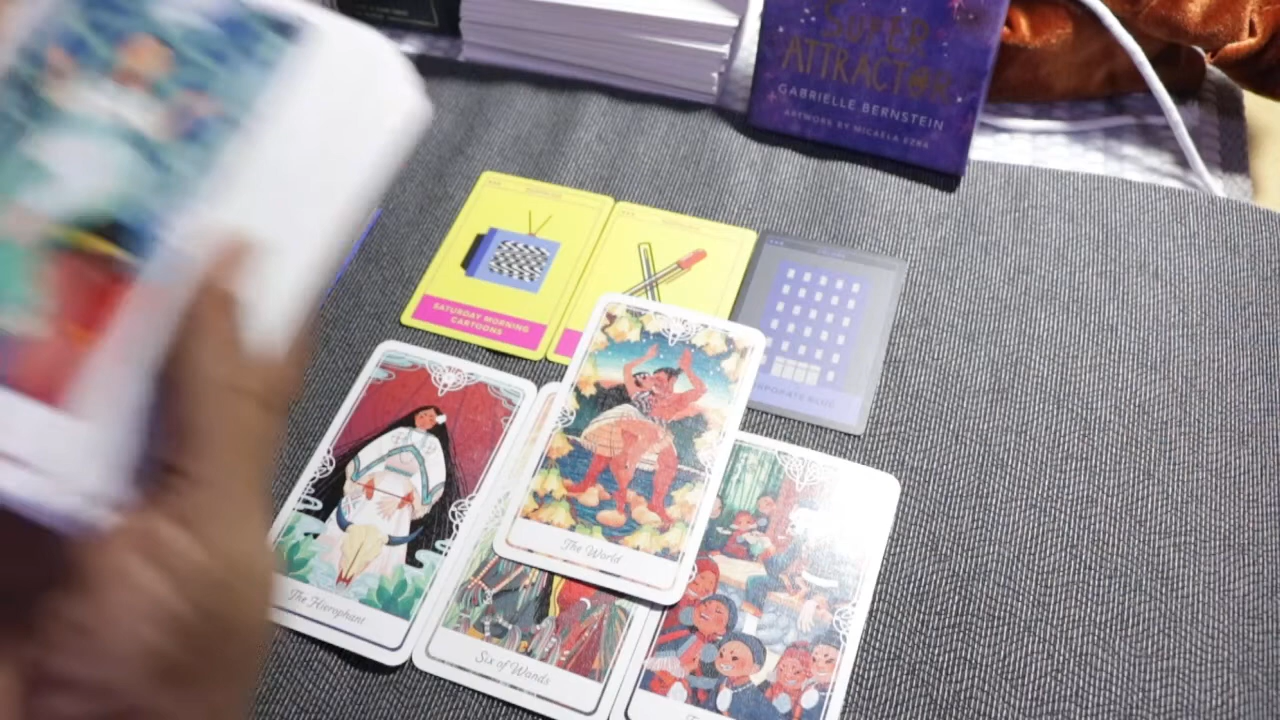 SUPER
ATTRACTOR
GABRIELLE BERNSTEIN
ARTWORK BY MICAELA EZRA
SATURDAY MORNING
CARTOONS
The World
The Hierophant
Six of Wands